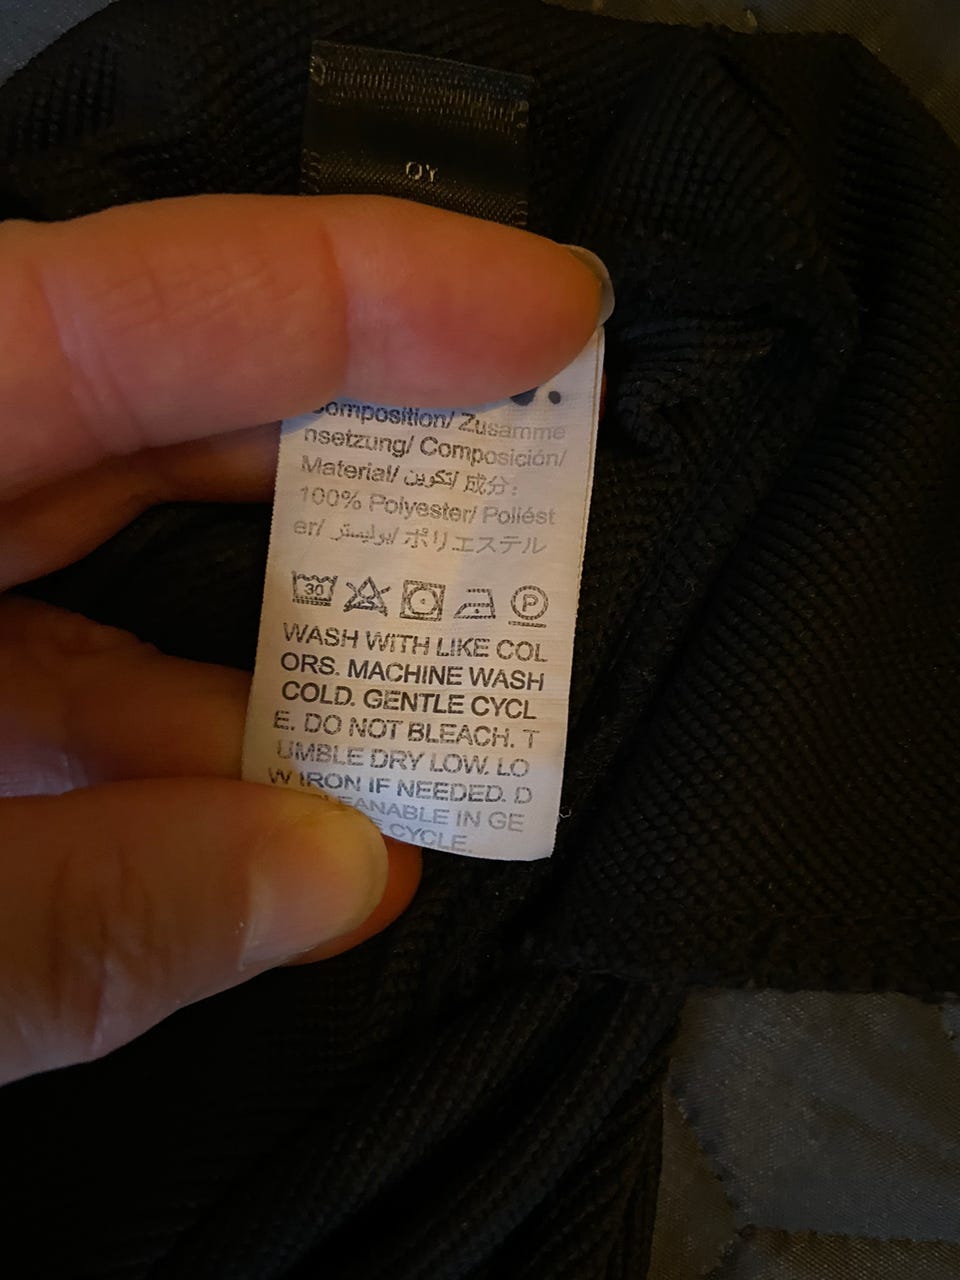 QY
Composition/ Zusamme
nsetzung/ Composición/
Material/ تكوين/ 成分:
100% Polyester/ Poliést
er/ بوليستر/ ポリエステル
30 P
WASH WITH LIKE COL
ORS. MACHINE WASH
COLD. GENTLE CYCL
E. DO NOT BLEACH. T
UMBLE DRY LOW. LO
W IRON IF NEEDED. D
CLEANABLE IN GE
CYCLE.